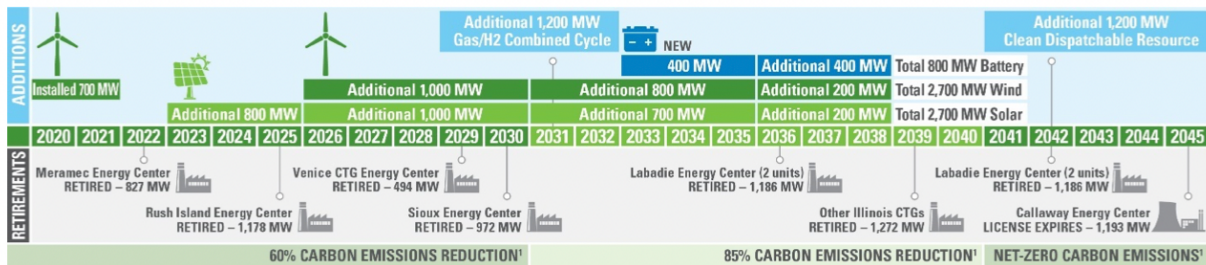 ADDITIONS
Additional 1,200 MW
Gas/H2 Combined Cycle
Additional 1,200 MW
Clean Dispatchable Resource
NEW
400 MW
Additional 400 MW
Total 800 MW Battery
Installed 700 MW
Additional 1,000 MW
Additional 800 MW
Additional 200 MW
Total 2,700 MW Wind
Additional 800 MW
Additional 1,000 MW
Additional 700 MW
Additional 200 MW
Total 2,700 MW Solar
2020 2021 2022 2023 2024 2025 2026 2027 2028 2029 2030 2031 2032 2033 2034 2035 2036 2037 2038 2039 2040 2041 2042 2043 2044 2045
RETIREMENTS
Meramec Energy Center
RETIRED – 827 MW
Venice CTG Energy Center
RETIRED – 494 MW
Labadie Energy Center (2 units)
RETIRED – 1,186 MW
Labadie Energy Center (2 units)
RETIRED – 1,186 MW
Rush Island Energy Center
RETIRED – 1,178 MW
Sioux Energy Center
RETIRED – 972 MW
Other Illinois CTGs
RETIRED – 1,272 MW
Callaway Energy Center
LICENSE EXPIRES – 1,193 MW
60% CARBON EMISSIONS REDUCTION¹
85% CARBON EMISSIONS REDUCTION¹
NET-ZERO CARBON EMISSIONS¹